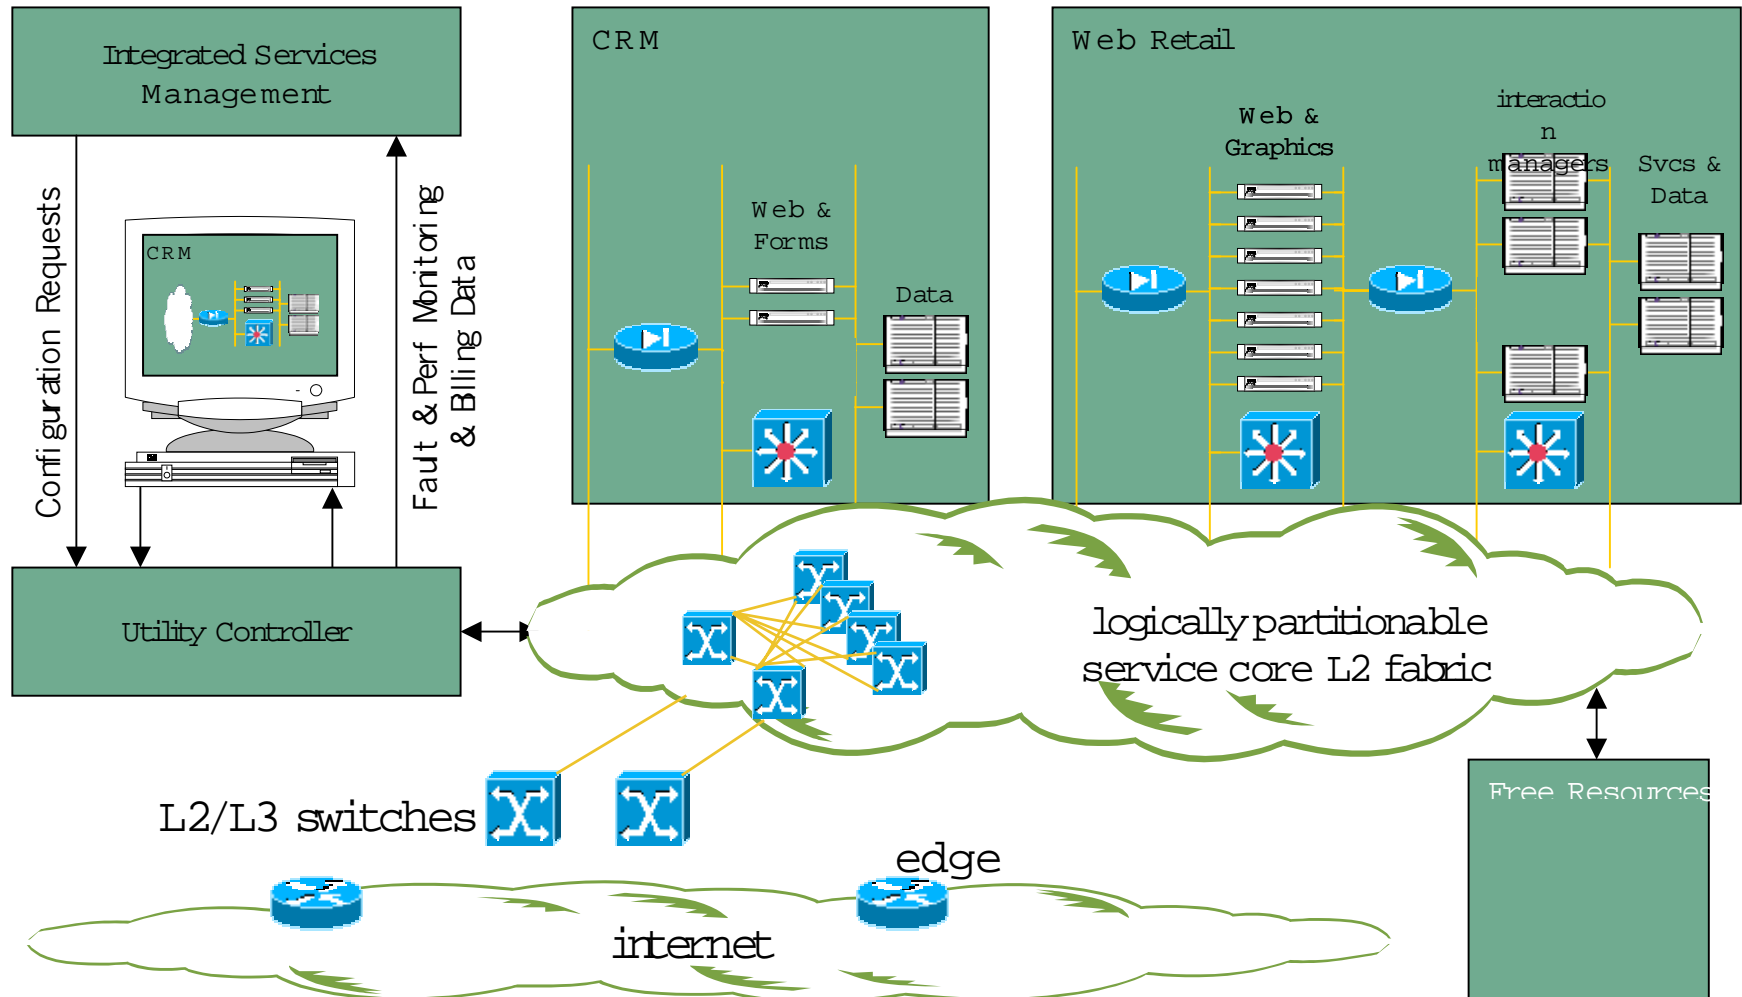 Integrated Services
Management
CRM
Web Retail
Web &
Graphics
interactio
n
managers
Svcs &
Data
Web &
Forms
Data
CRM
Configuration Requests
Fault & Perf Monitoring
& Billing Data
Utility Controller
logically partitionable
service core L2 fabric
Free Resources
L2/L3 switches
edge
internet